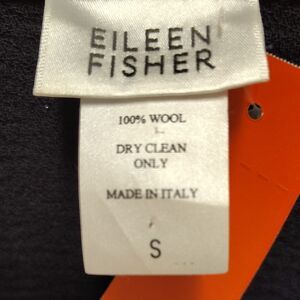 EILEEN
FISHER
100% WOOL
DRY CLEAN
ONLY
MADE IN ITALY
S